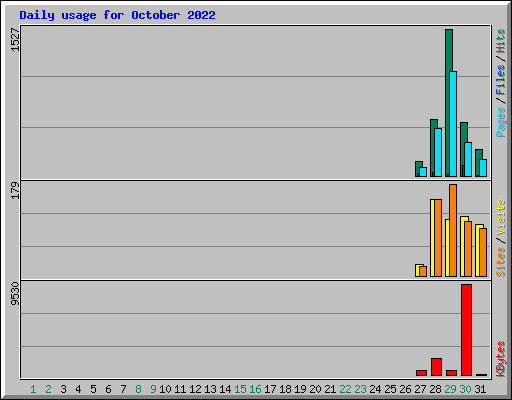 Daily usage for October 2022
1527
Pages/Files/Hits
179
Sites/Visits
9530
KBytes
1 2 3 4 5 6 7 8 9 10 11 12 13 14 15 16 17 18 19 20 21 22 23 24 25 26 27 28 29 30 31